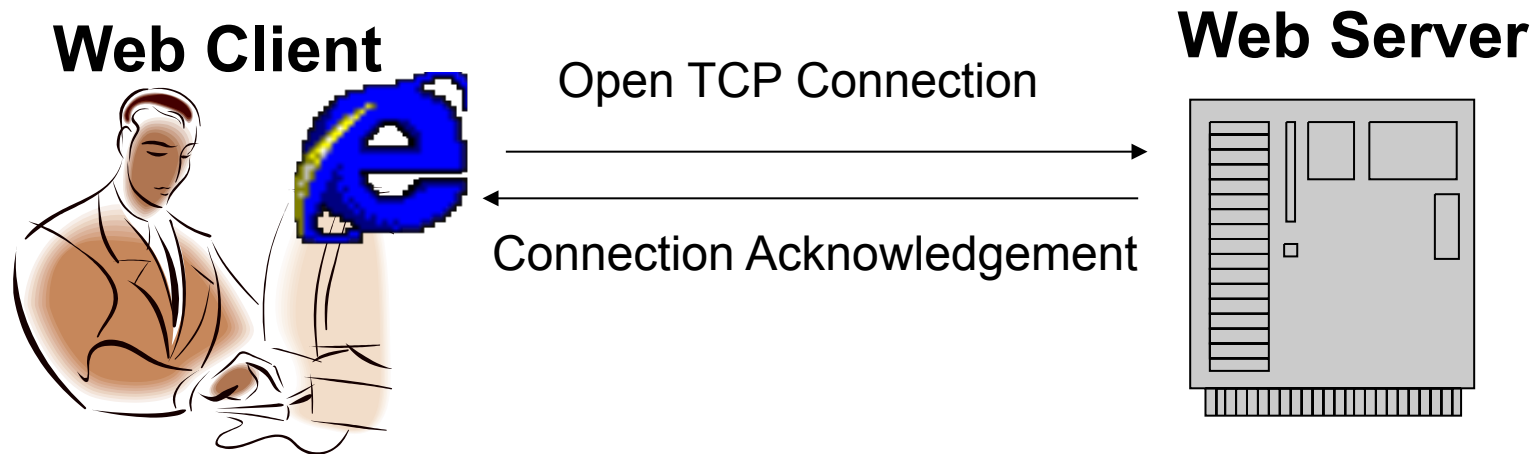 Web Client
Web Server
Open TCP Connection
Connection Acknowledgement